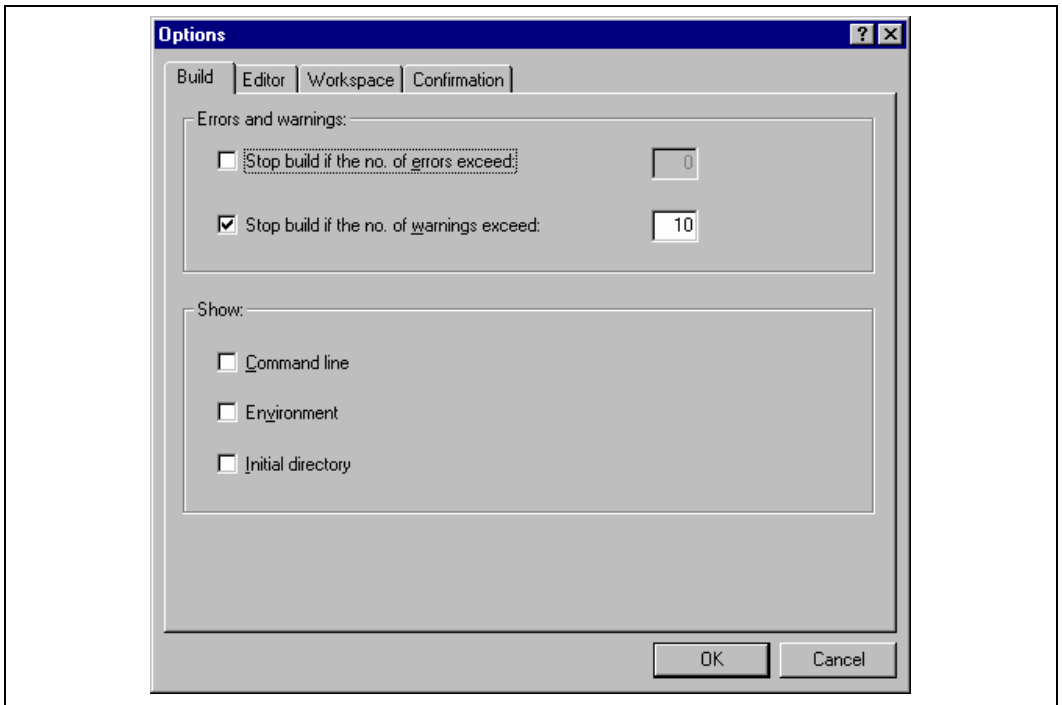 Options
Build Editor Workspace Confirmation
Errors and warnings:
Stop build if the no. of errors exceed: 0
Stop build if the no. of warnings exceed: 10
Show:
Command line
Environment
Initial directory
OK Cancel